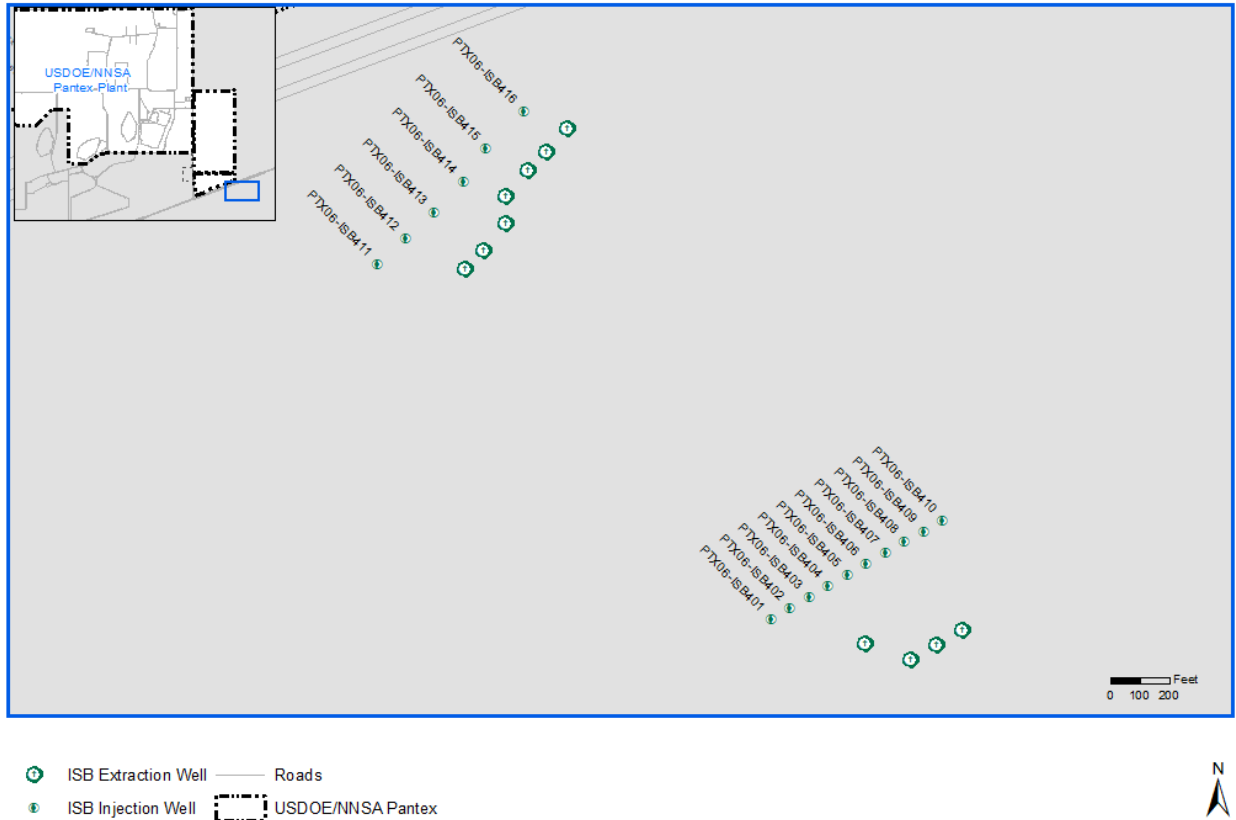 USDOE/NNSA
Pantex Plant
PTX06-ISB416
PTX06-ISB415
PTX06-ISB414
PTX06-ISB413
PTX06-ISB412
PTX06-ISB411
PTX06-ISB410
PTX06-ISB409
PTX06-ISB408
PTX06-ISB407
PTX06-ISB406
PTX06-ISB405
PTX06-ISB404
PTX06-ISB403
PTX06-ISB402
PTX06-ISB401
Feet
0 100 200
ISB Extraction Well Roads
ISB Injection Well USDOE/NNSA Pantex
N